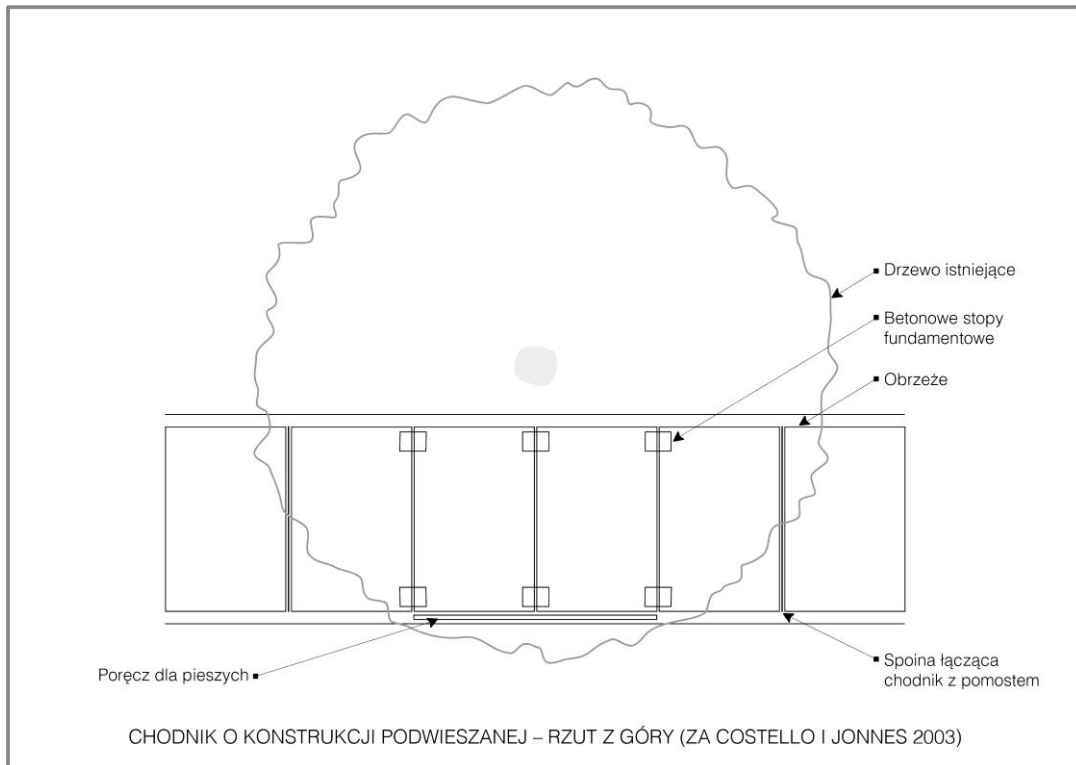 Drzewo istniejące
Betonowe stopy
fundamentowe
Obrzeże
Poręcz dla pieszych
Spoina łącząca
chodnik z pomostem
CHODNIK O KONSTRUKCJI PODWIESZANEJ – RZUT Z GÓRY (ZA COSTELLO I JONNES 2003)